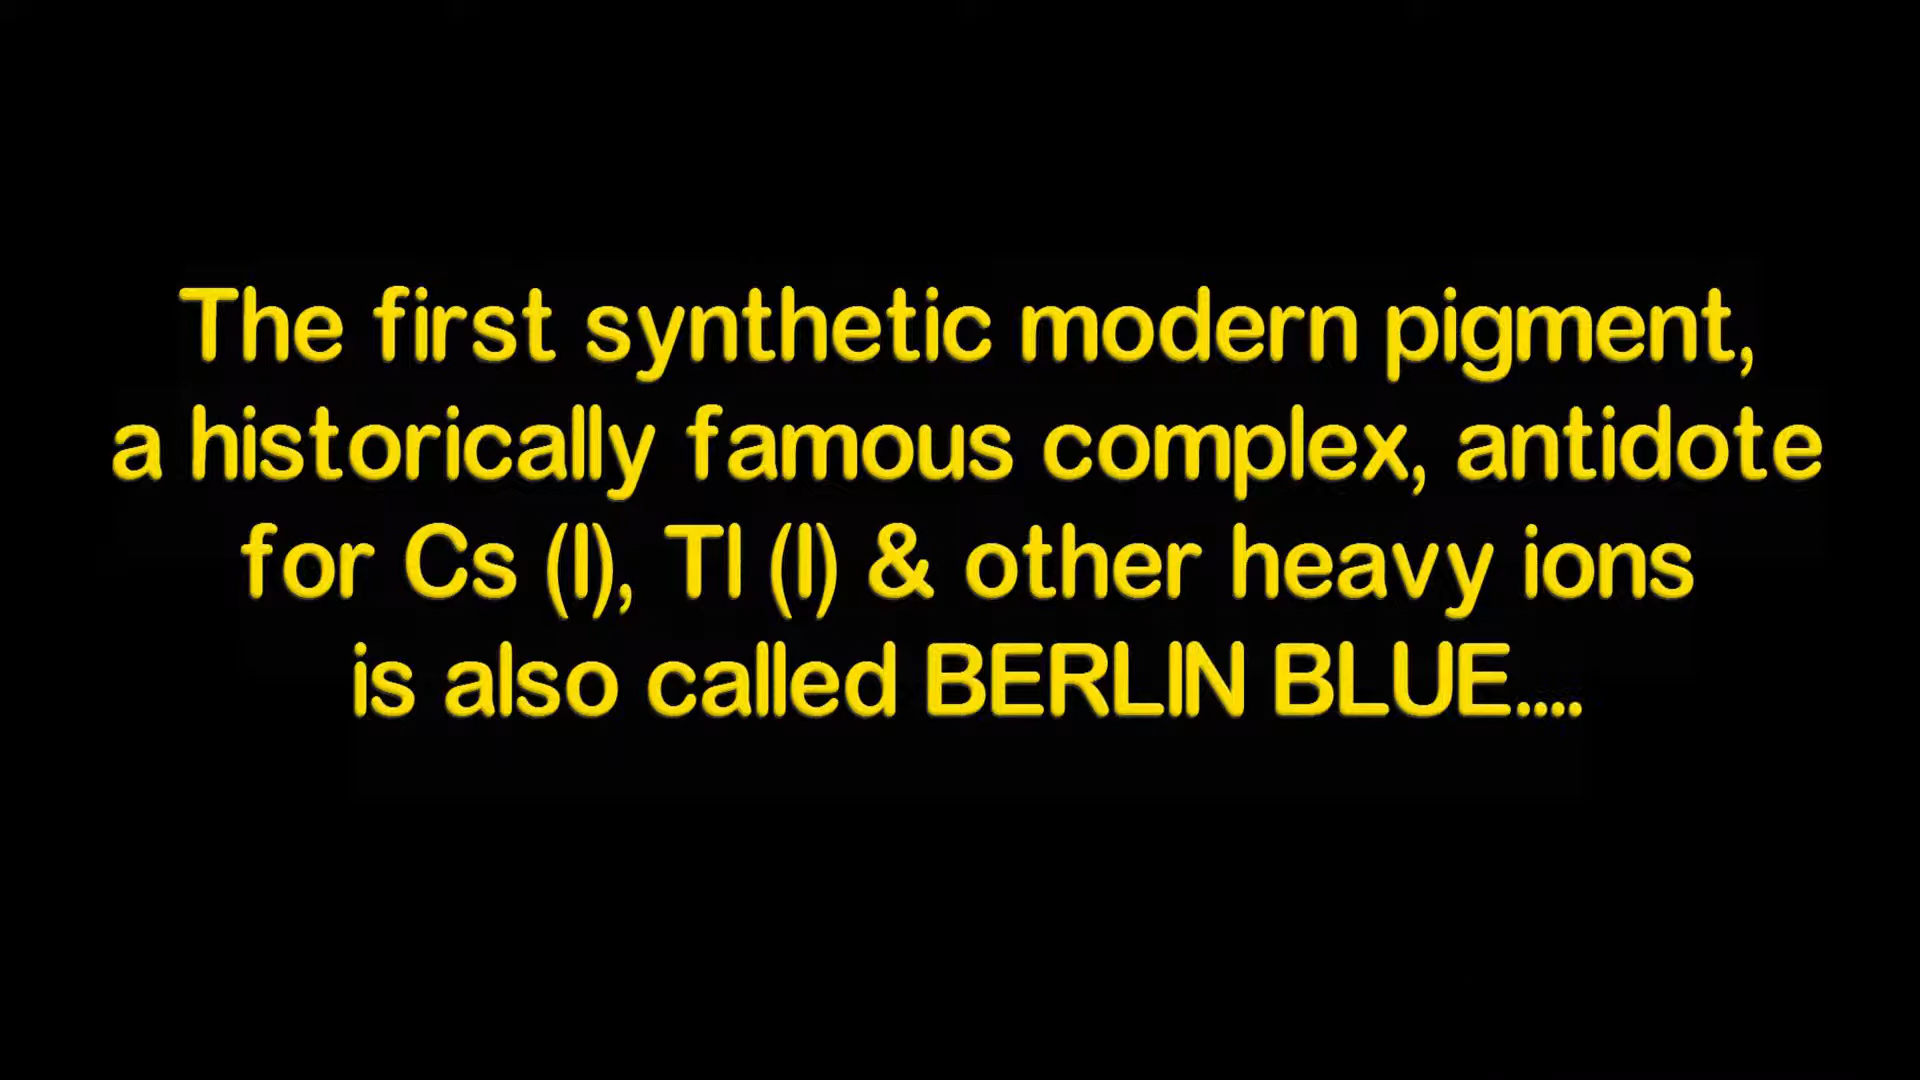 The first synthetic modern pigment,
a historically famous complex, antidote
for Cs (I), Tl (I) & other heavy ions
is also called BERLIN BLUE....